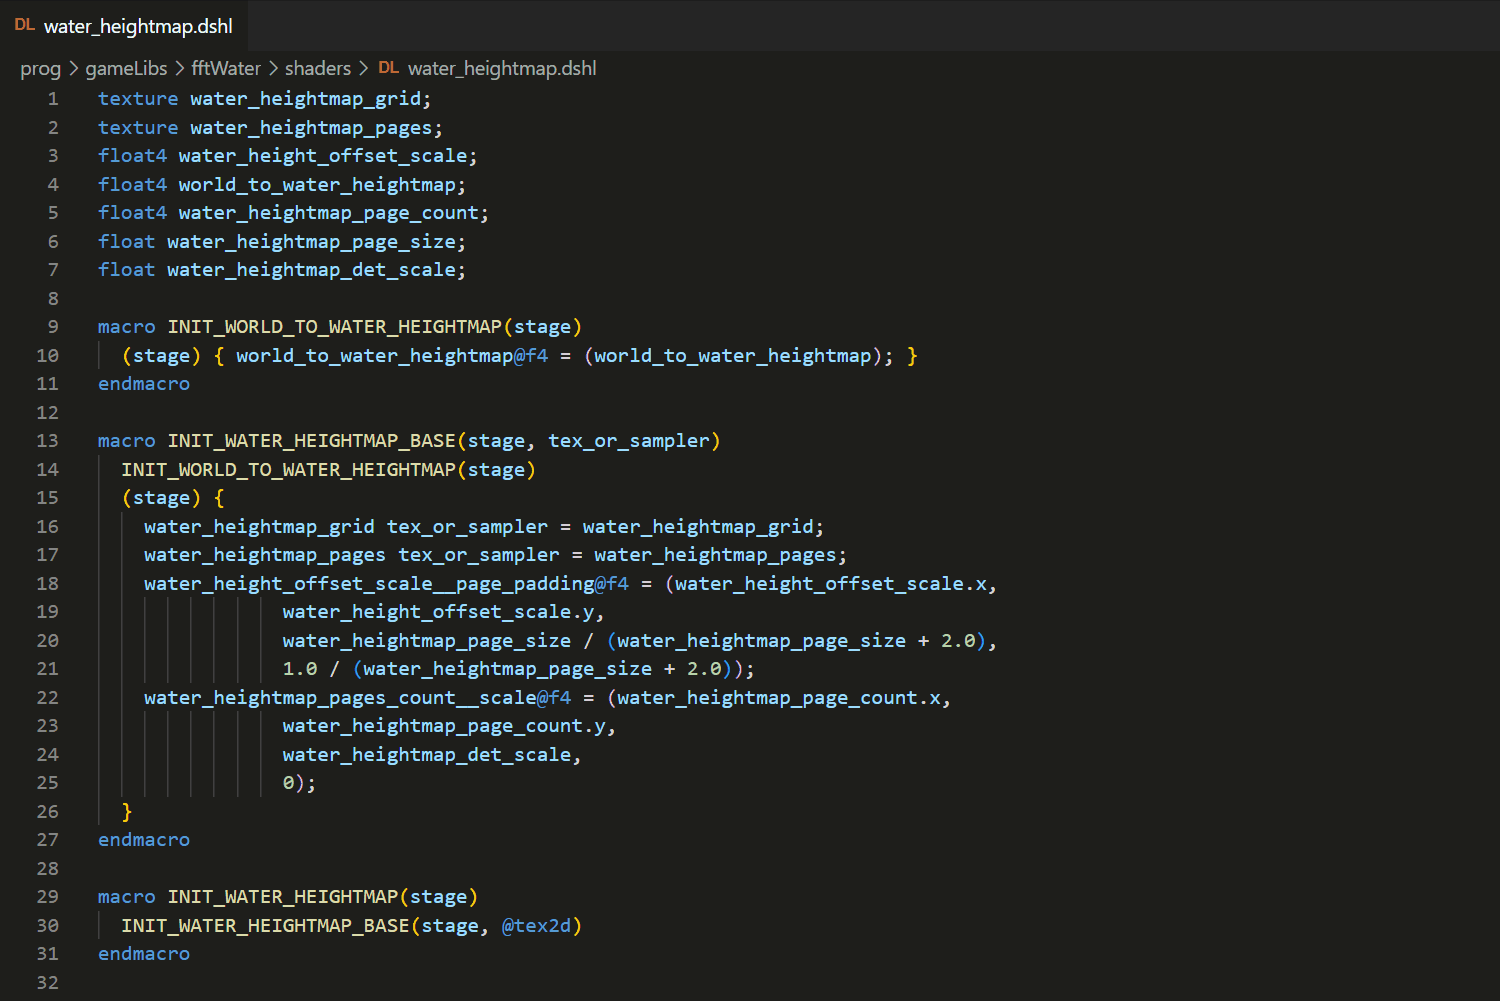 DL water_heightmap.dshl
prog > gameLibs > fftWater > shaders > DL water_heightmap.dshl
1 texture water_heightmap_grid;
2 texture water_heightmap_pages;
3 float4 water_height_offset_scale;
4 float4 world_to_water_heightmap;
5 float4 water_heightmap_page_count;
6 float water_heightmap_page_size;
7 float water_heightmap_det_scale;
8
9 macro INIT_WORLD_TO_WATER_HEIGHTMAP(stage)
10   (stage) { world_to_water_heightmap@f4 = (world_to_water_heightmap); }
11 endmacro
12
13 macro INIT_WATER_HEIGHTMAP_BASE(stage, tex_or_sampler)
14   INIT_WORLD_TO_WATER_HEIGHTMAP(stage)
15   (stage) {
16     water_heightmap_grid tex_or_sampler = water_heightmap_grid;
17     water_heightmap_pages tex_or_sampler = water_heightmap_pages;
18     water_height_offset_scale__page_padding@f4 = (water_height_offset_scale.x,
19                 water_height_offset_scale.y,
20                 water_heightmap_page_size / (water_heightmap_page_size + 2.0),
21                 1.0 / (water_heightmap_page_size + 2.0));
22     water_heightmap_pages_count__scale@f4 = (water_heightmap_page_count.x,
23                 water_heightmap_page_count.y,
24                 water_heightmap_det_scale,
25                 0);
26   }
27 endmacro
28
29 macro INIT_WATER_HEIGHTMAP(stage)
30   INIT_WATER_HEIGHTMAP_BASE(stage, @tex2d)
31 endmacro
32